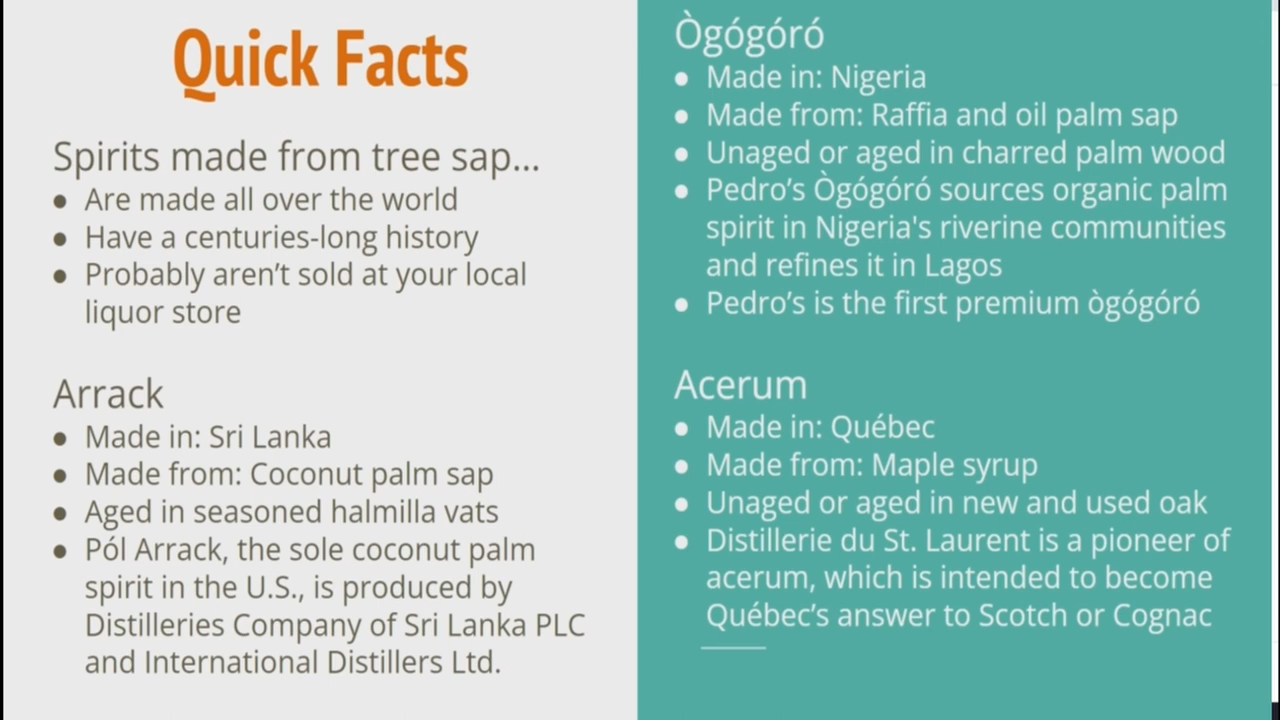 Quick Facts
Spirits made from tree sap...
● Are made all over the world
● Have a centuries-long history
● Probably aren’t sold at your local
liquor store
Arrack
● Made in: Sri Lanka
● Made from: Coconut palm sap
● Aged in seasoned halmilla vats
● Pól Arrack, the sole coconut palm
spirit in the U.S., is produced by
Distilleries Company of Sri Lanka PLC
and International Distillers Ltd.
Ògógóró
● Made in: Nigeria
● Made from: Raffia and oil palm sap
● Unaged or aged in charred palm wood
● Pedro’s Ògógóró sources organic palm
spirit in Nigeria's riverine communities
and refines it in Lagos
● Pedro’s is the first premium ògógóró
Acerum
● Made in: Québec
● Made from: Maple syrup
● Unaged or aged in new and used oak
● Distillerie du St. Laurent is a pioneer of
acerum, which is intended to become
Québec’s answer to Scotch or Cognac